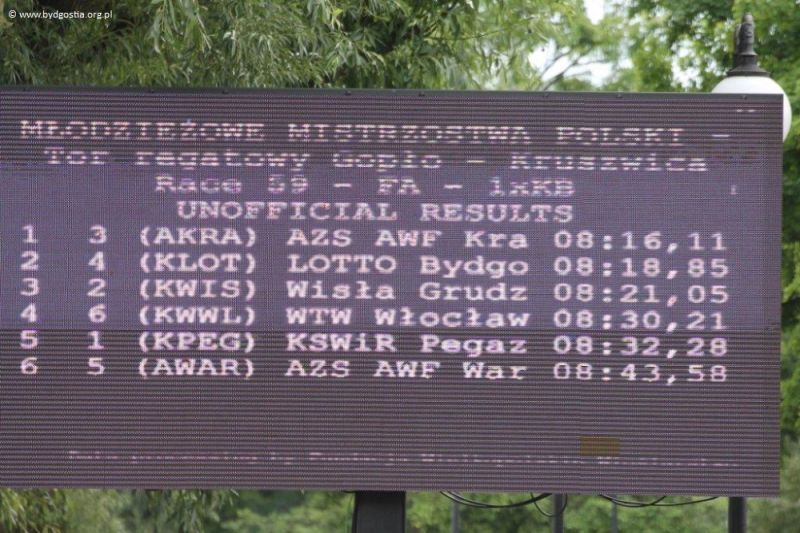 © www.bydgostia.org.pl
MŁODZIEŻOWE MISTRZOSTWA POLSKI -
Tor regatowy Gopło - Kruszwica
Race 59 - FA - 1xKB
UNOFFICIAL RESULTS
1 3 (AKRA) AZS AWF Kra 08:16,11
2 4 (KLOT) LOTTO Bydgo 08:18,85
3 2 (KWIS) Wisła Grudz 08:21,05
4 6 (KWWL) WTW Włocław 08:30,21
5 1 (KPEG) KSWiR Pegaz 08:32,28
6 5 (AWAR) AZS AWF War 08:43,58